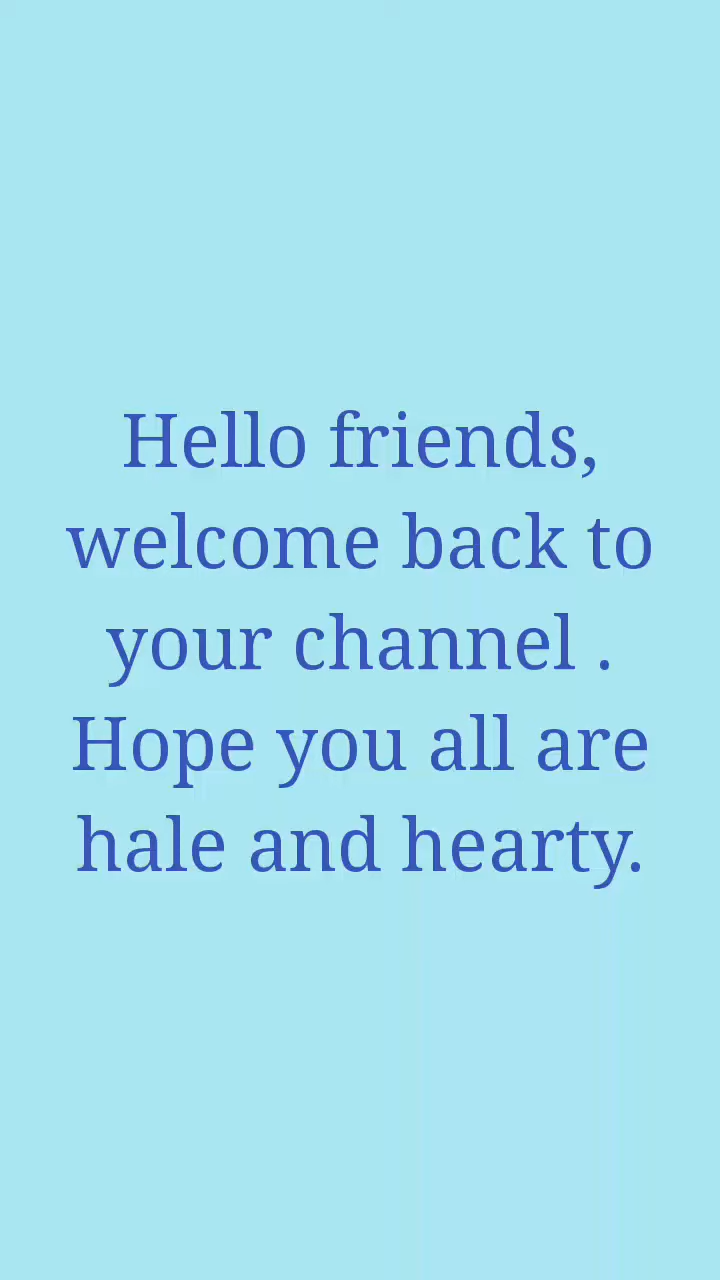 Hello friends,
welcome back to
your channel .
Hope you all are
hale and hearty.